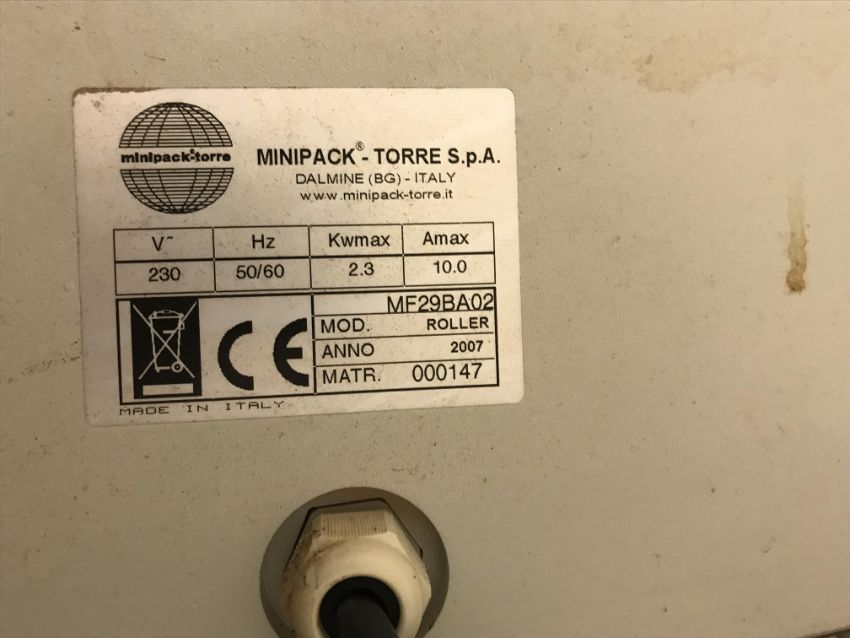 minipack-torre
MINIPACK® - TORRE S.p.A.
DALMINE (BG) - ITALY
www.minipack-torre.it
V~ Hz Kwmax Amax
230 50/60 2.3 10.0
MF29BA02
MOD. ROLLER
ANNO 2007
MATR. 000147
CE
MADE IN ITALY